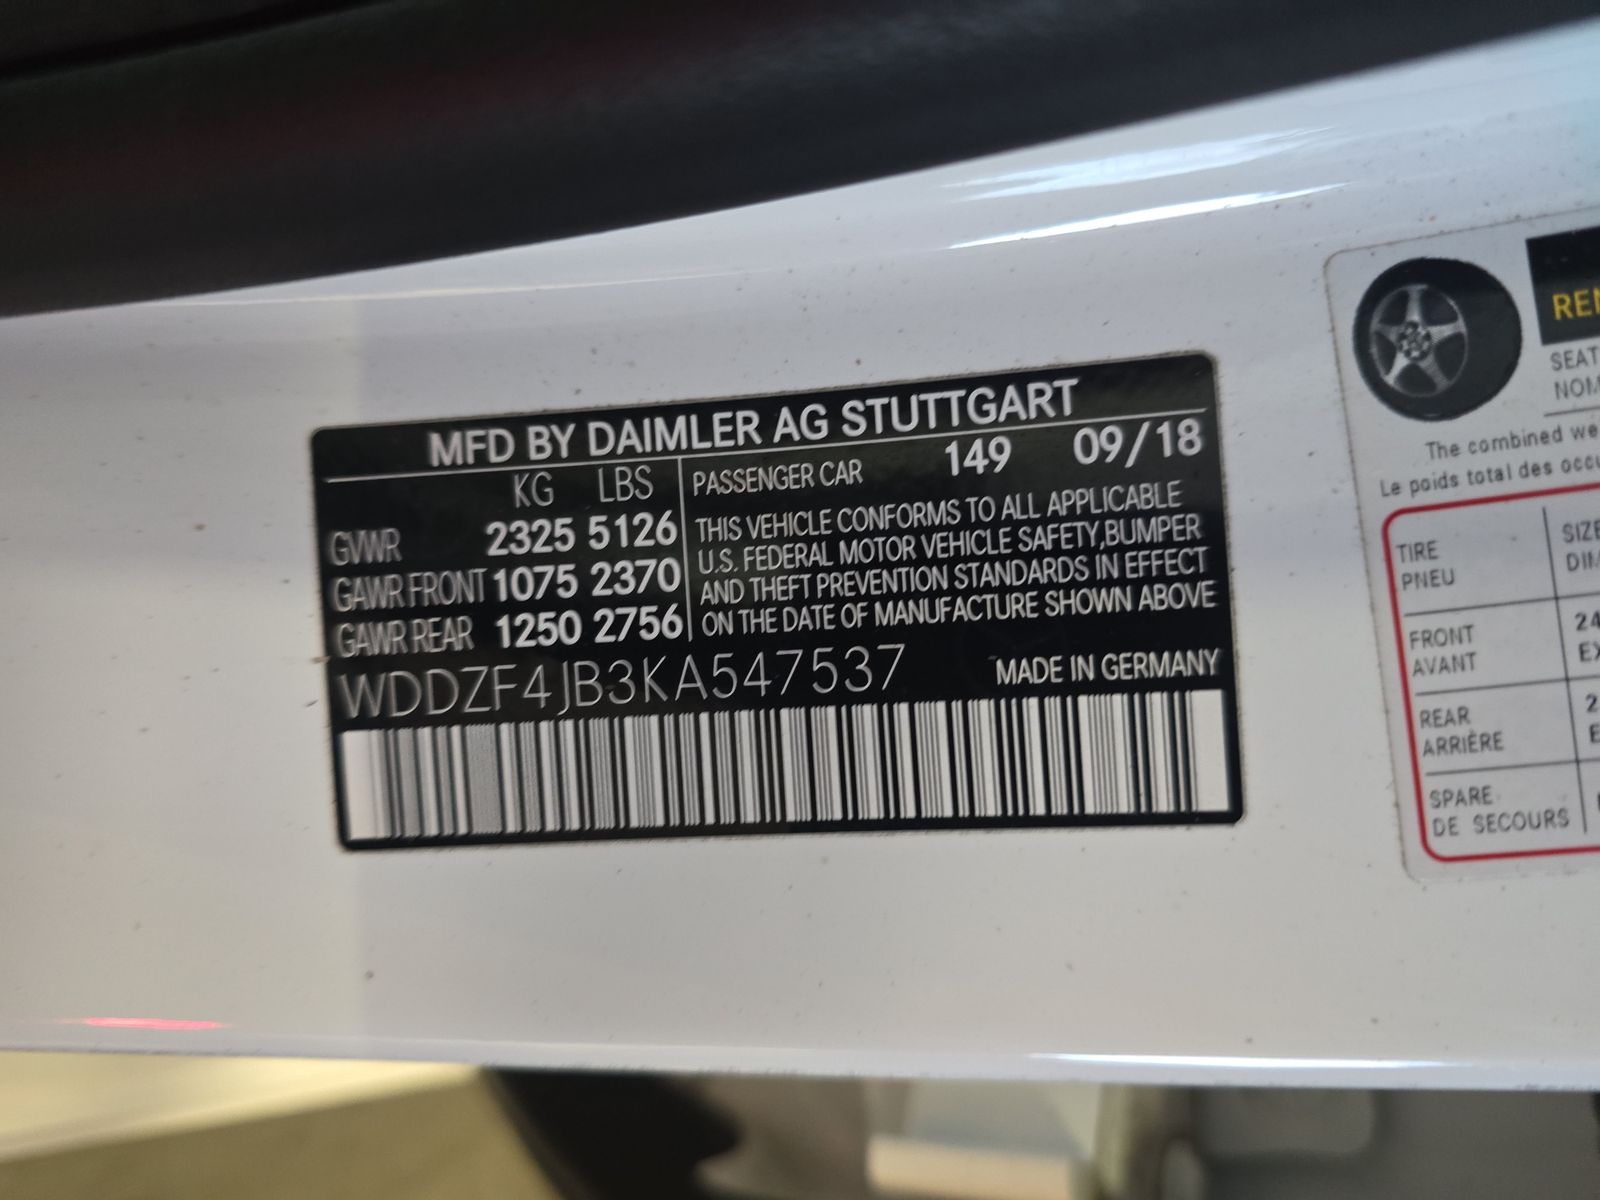 MFD BY DAIMLER AG STUTTGART
KG LBS
GVWR 2325 5126
GAWR FRONT 1075 2370
GAWR REAR 1250 2756
PASSENGER CAR 149 09/18
THIS VEHICLE CONFORMS TO ALL APPLICABLE
U.S. FEDERAL MOTOR VEHICLE SAFETY,BUMPER
AND THEFT PREVENTION STANDARDS IN EFFECT
ON THE DATE OF MANUFACTURE SHOWN ABOVE
WDDZF4JB3KA547537
MADE IN GERMANY
SEAT
The combined we
Le poids total des occu
TIRE
PNEU
SIZE
FRONT
AVANT
24
REAR
ARRIÈRE
2
SPARE
DE SECOURS